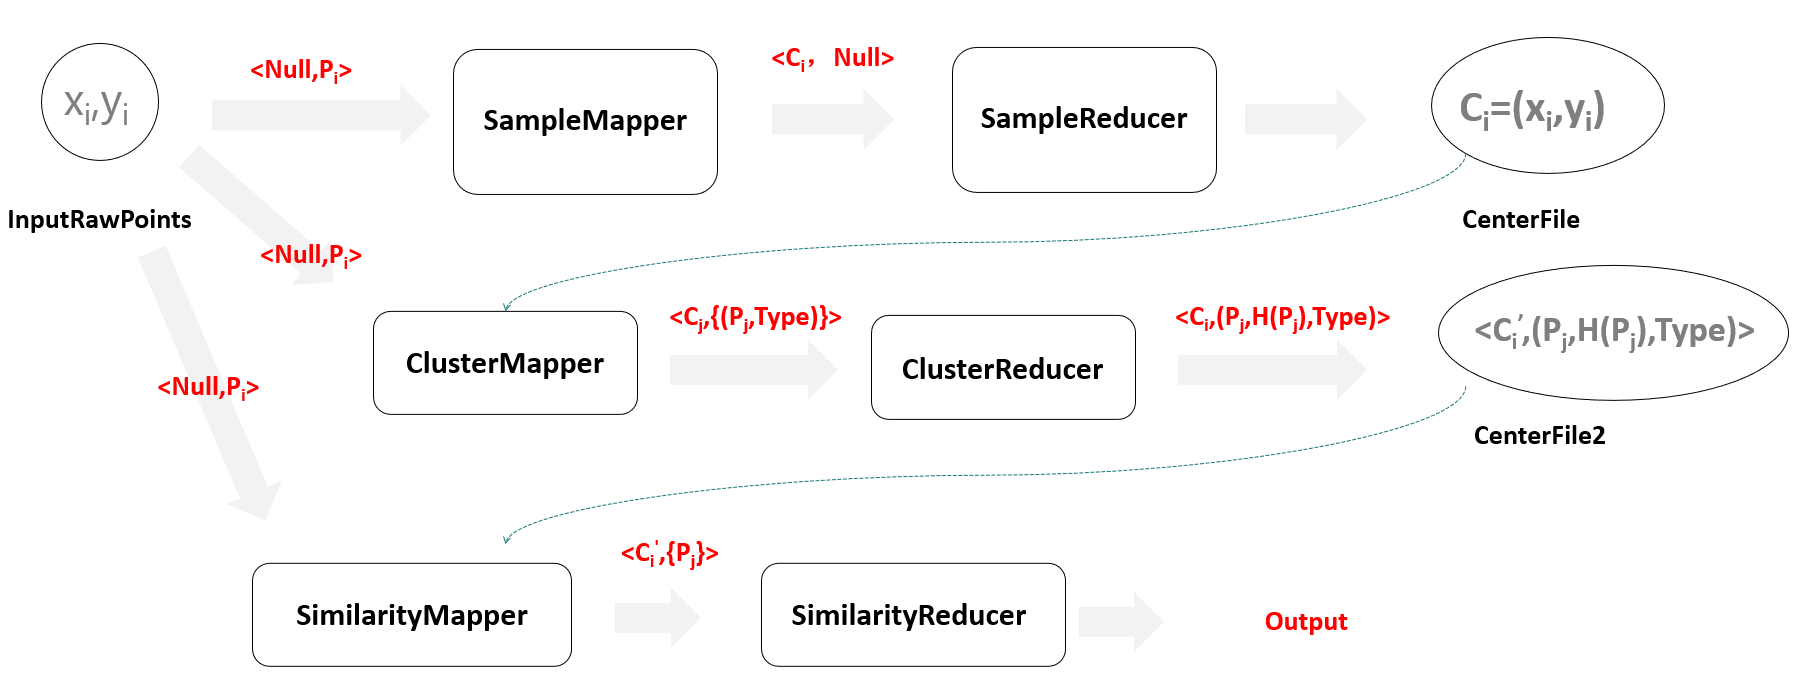 <Null,Pᵢ>
<Cᵢ，Null>
xᵢ,yᵢ
SampleMapper
SampleReducer
Cᵢ=(xᵢ,yᵢ)
InputRawPoints
CenterFile
<Null,Pᵢ>
<Cⱼ,{(Pⱼ,Type)}>
<Cᵢ,(Pⱼ,H(Pⱼ),Type)>
ClusterMapper
ClusterReducer
<Cᵢ′,(Pⱼ,H(Pⱼ),Type)>
<Null,Pᵢ>
CenterFile2
<Cᵢ',{Pⱼ}>
SimilarityMapper
SimilarityReducer
Output